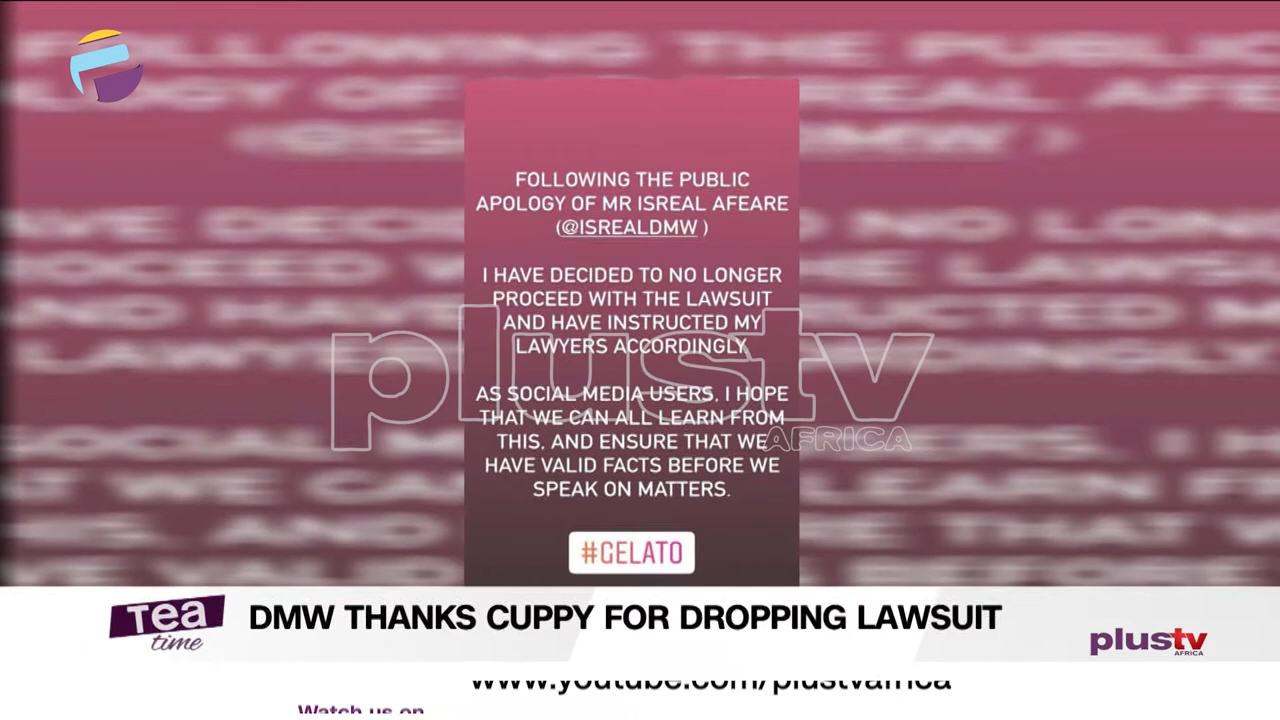 FOLLOWING THE PUBLIC
APOLOGY OF MR ISREAL AFEARE
(@ISREALDMW )
I HAVE DECIDED TO NO LONGER
PROCEED WITH THE LAWSUIT
AND HAVE INSTRUCTED MY
LAWYERS ACCORDINGLY.
AS SOCIAL MEDIA USERS, I HOPE
THAT WE CAN ALL LEARN FROM
THIS, AND ENSURE THAT WE
HAVE VALID FACTS BEFORE WE
SPEAK ON MATTERS.
#GELATO
plustv
AFRICA
Tea
time
DMW THANKS CUPPY FOR DROPPING LAWSUIT
plustv
AFRICA
www.youtube.com/plustvafrica
Watch us on